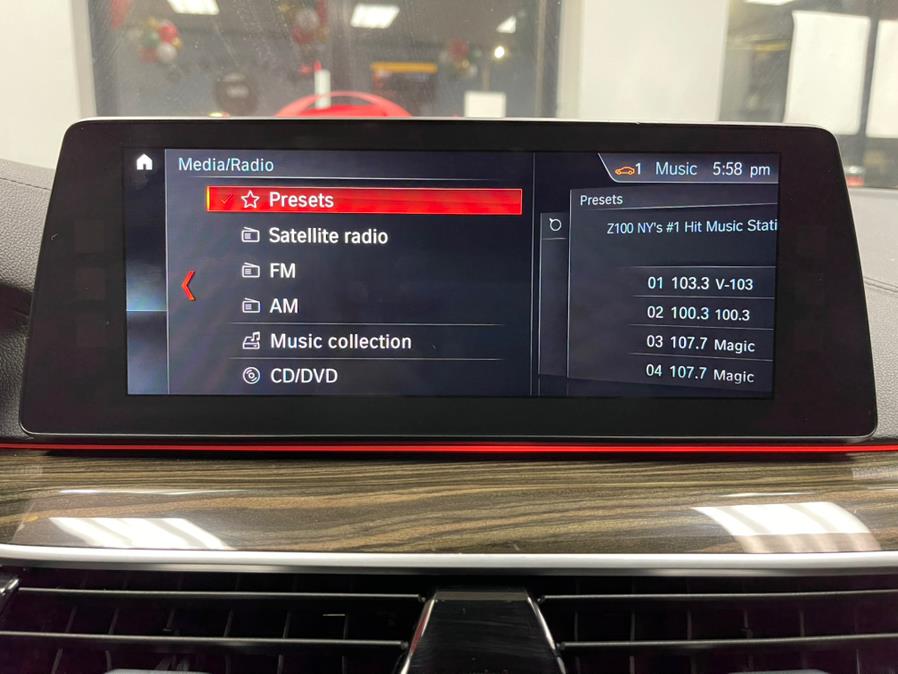 Media/Radio
1 Music 5:58 pm
Presets
Satellite radio
FM
AM
Music collection
CD/DVD
Presets
Z100 NY's #1 Hit Music Stati
01 103.3 V-103
02 100.3 100.3
03 107.7 Magic
04 107.7 Magic